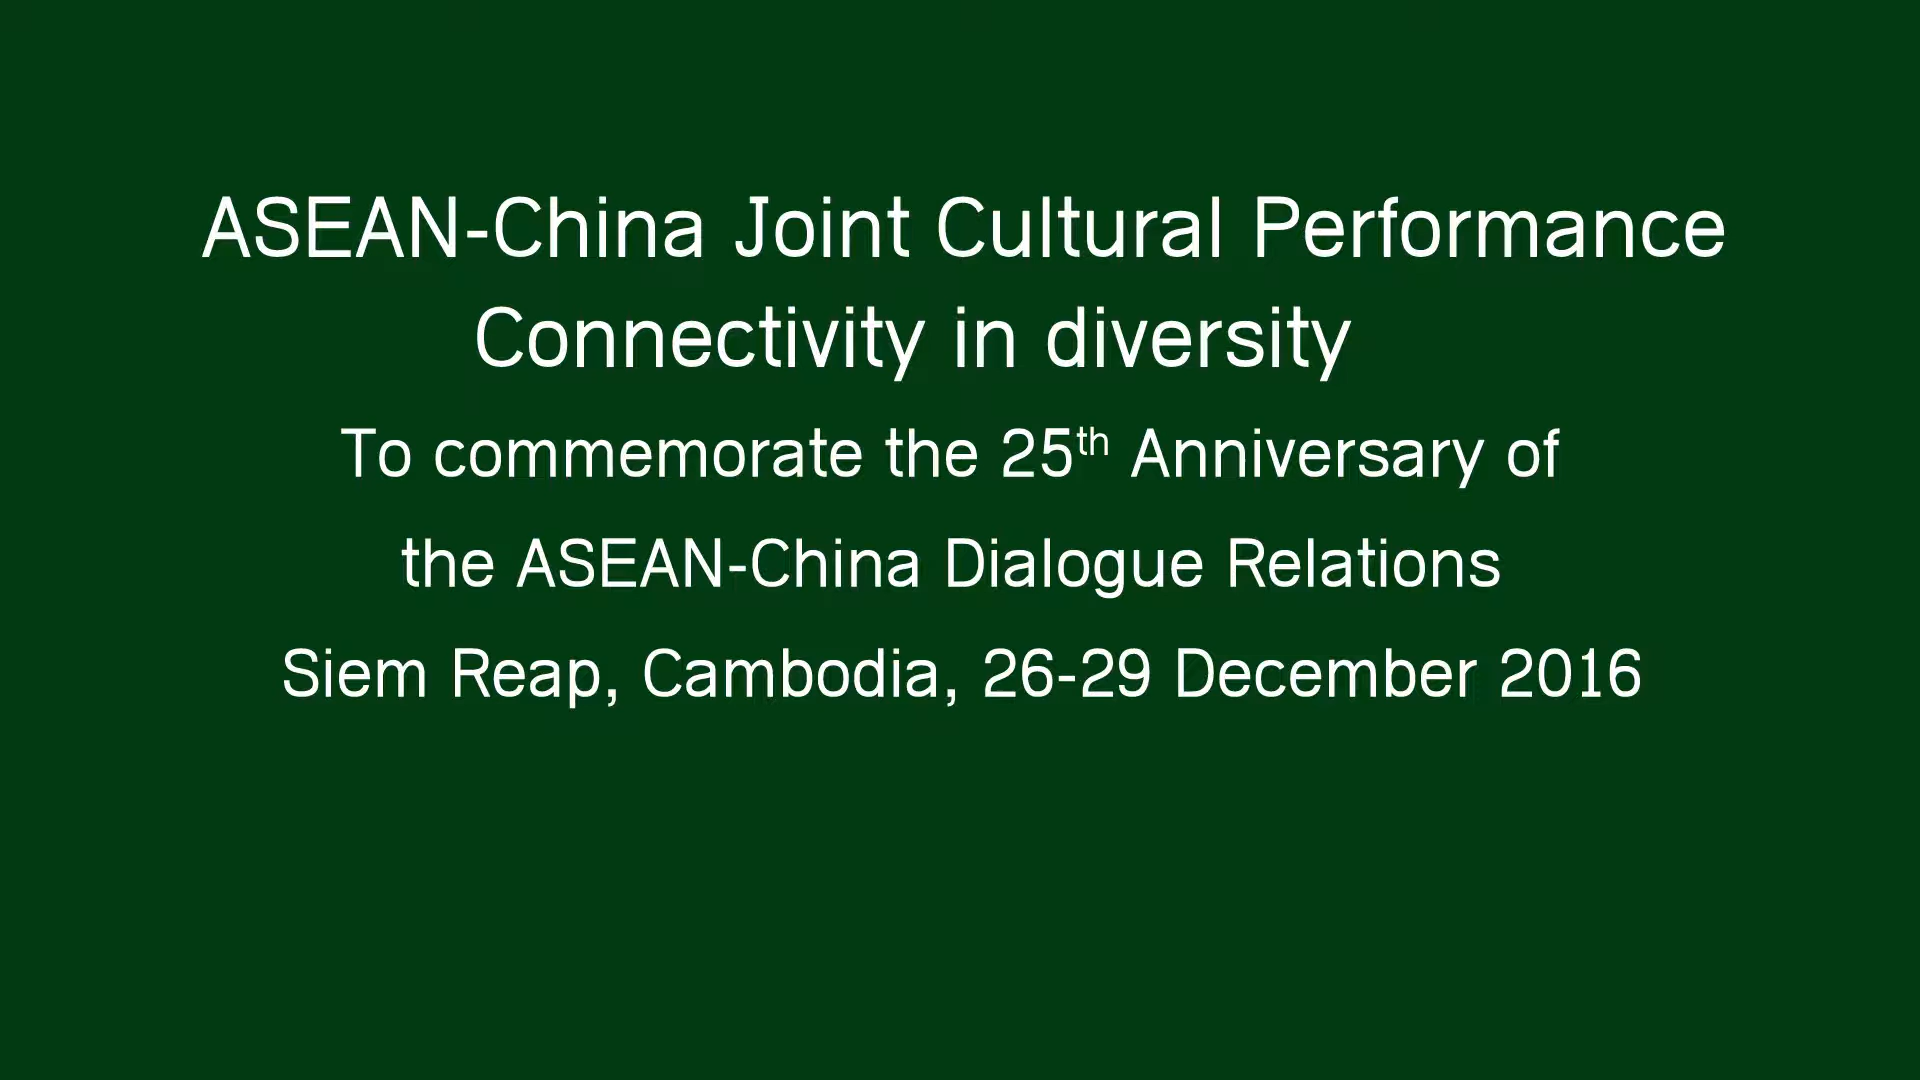 ASEAN-China Joint Cultural Performance
Connectivity in diversity
To commemorate the 25th Anniversary of
the ASEAN-China Dialogue Relations
Siem Reap, Cambodia, 26-29 December 2016